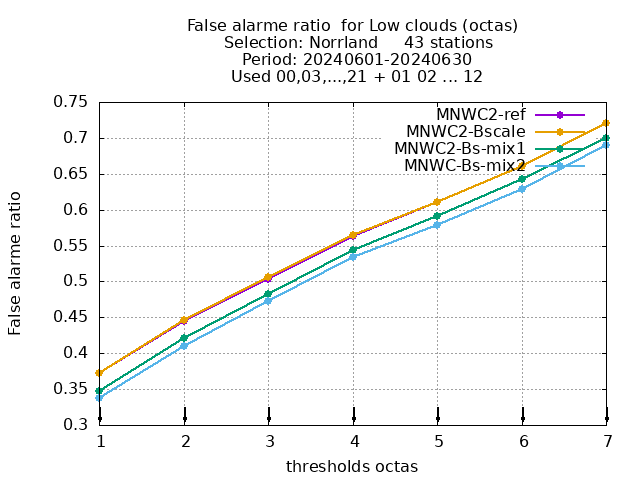 False alarme ratio  for Low clouds (octas)
Selection: Norrland     43 stations
Period: 20240601-20240630
Used 00,03,...,21 + 01 02 ... 12
MNWC2-ref
MNWC2-Bscale
MNWC2-Bs-mix1
MNWC-Bs-mix2
0.75
0.7
0.65
0.6
0.55
0.5
0.45
0.4
0.35
0.3
False alarme ratio
1 2 3 4 5 6 7
thresholds octas